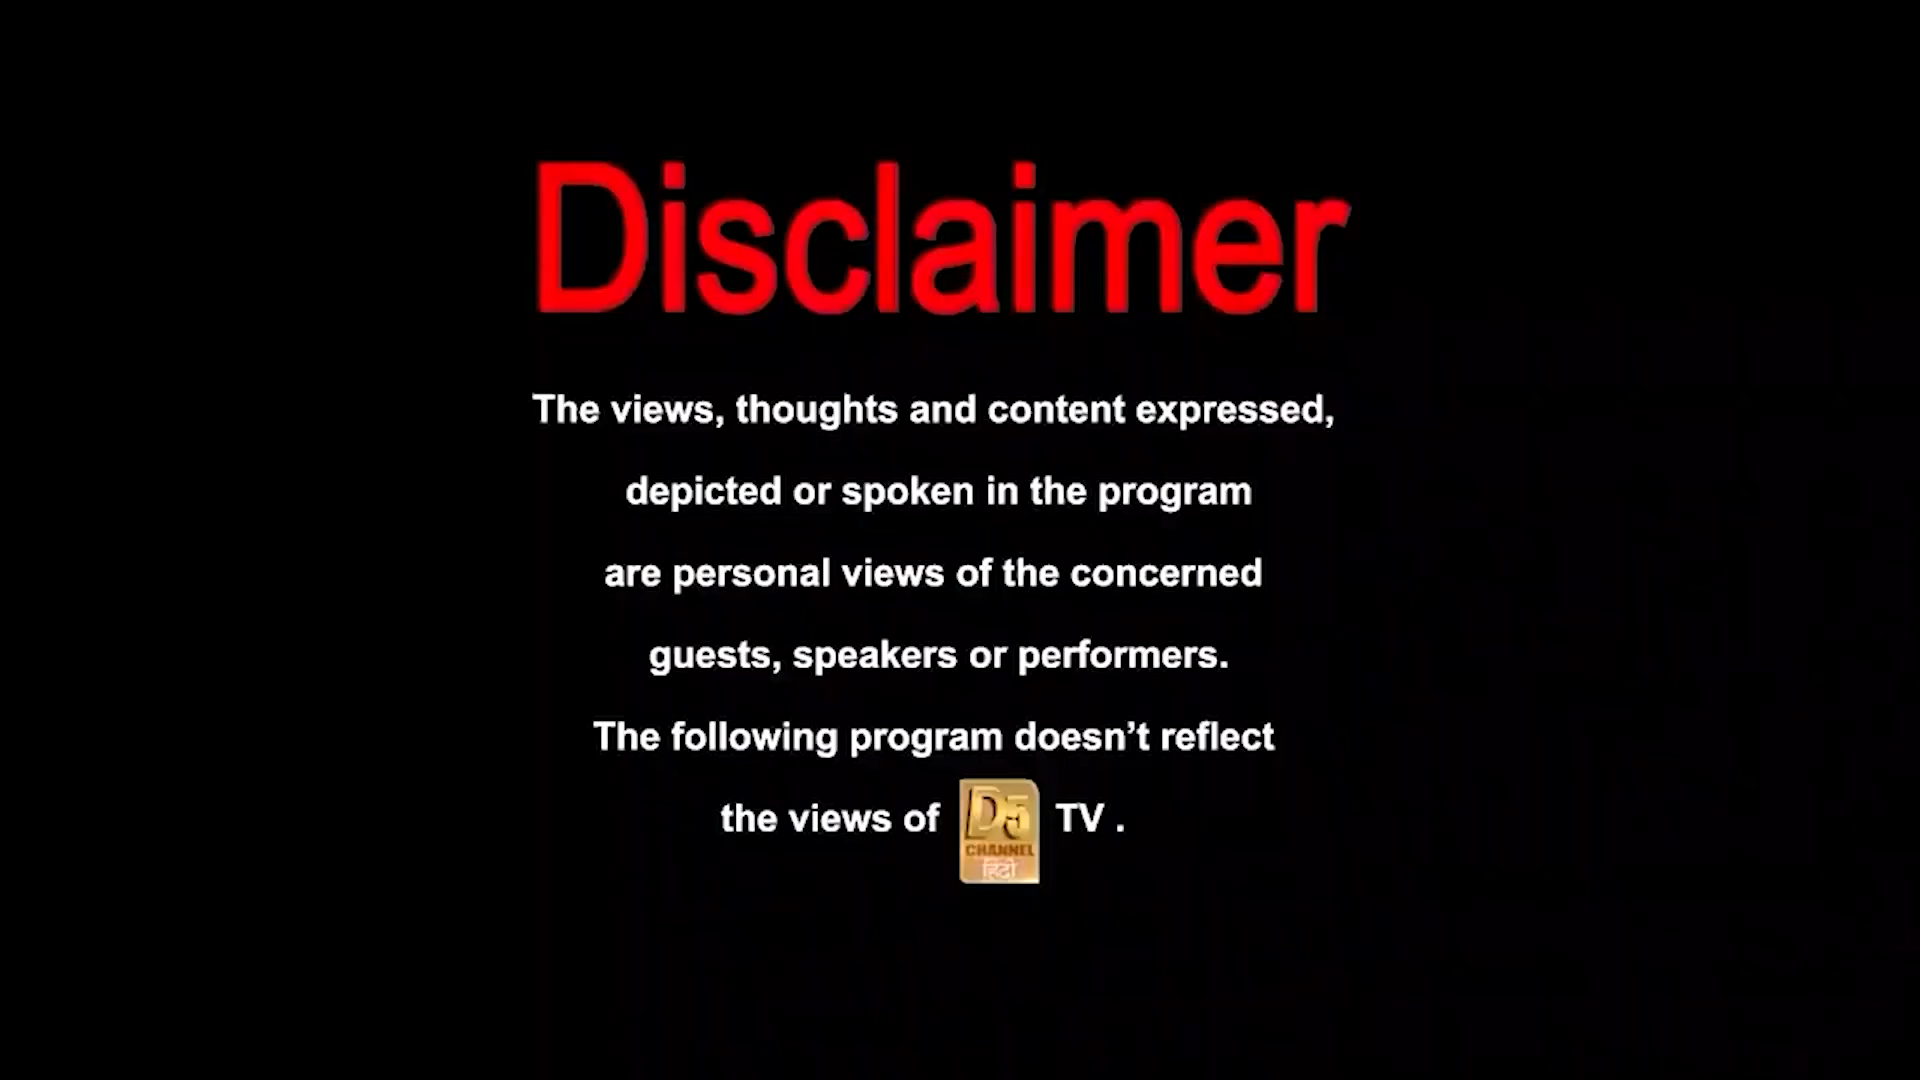 Disclaimer
The views, thoughts and content expressed,
depicted or spoken in the program
are personal views of the concerned
guests, speakers or performers.
The following program doesn’t reflect
the views of D5 CHANNEL हिंदी TV .